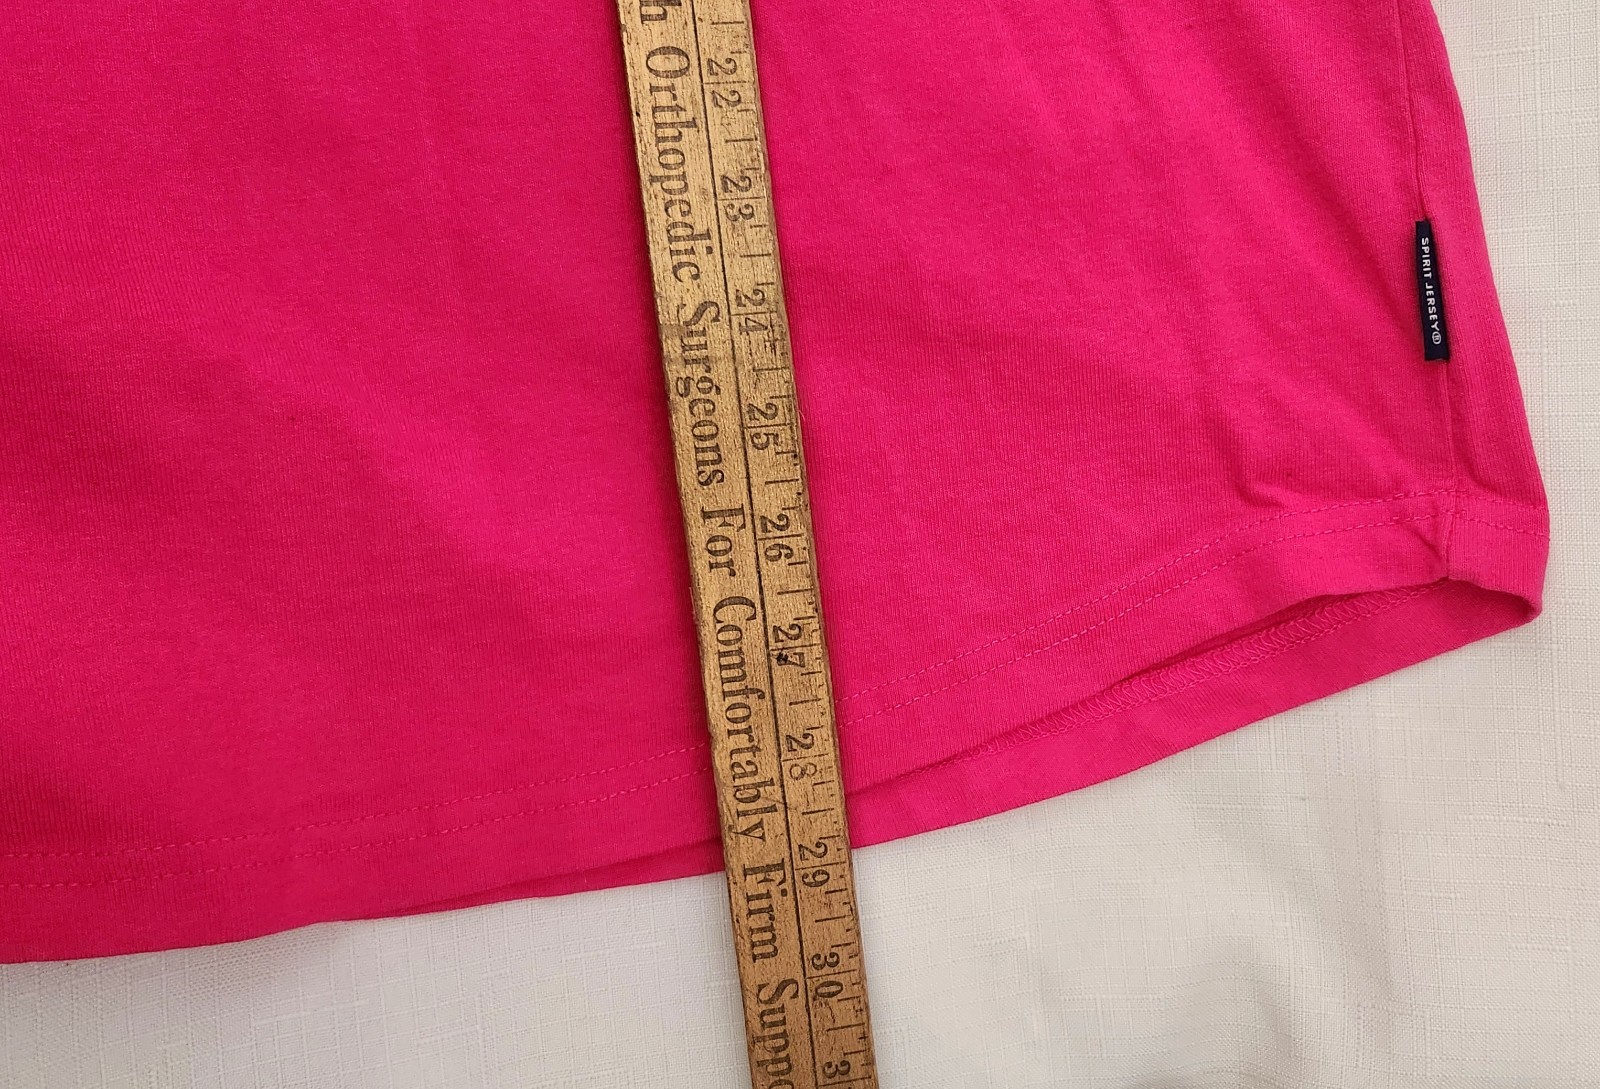 Orthopedic Surgeons For Comfortably Firm
22 23 24 25 26 27 28 29 30
SPIRIT JERSEY®